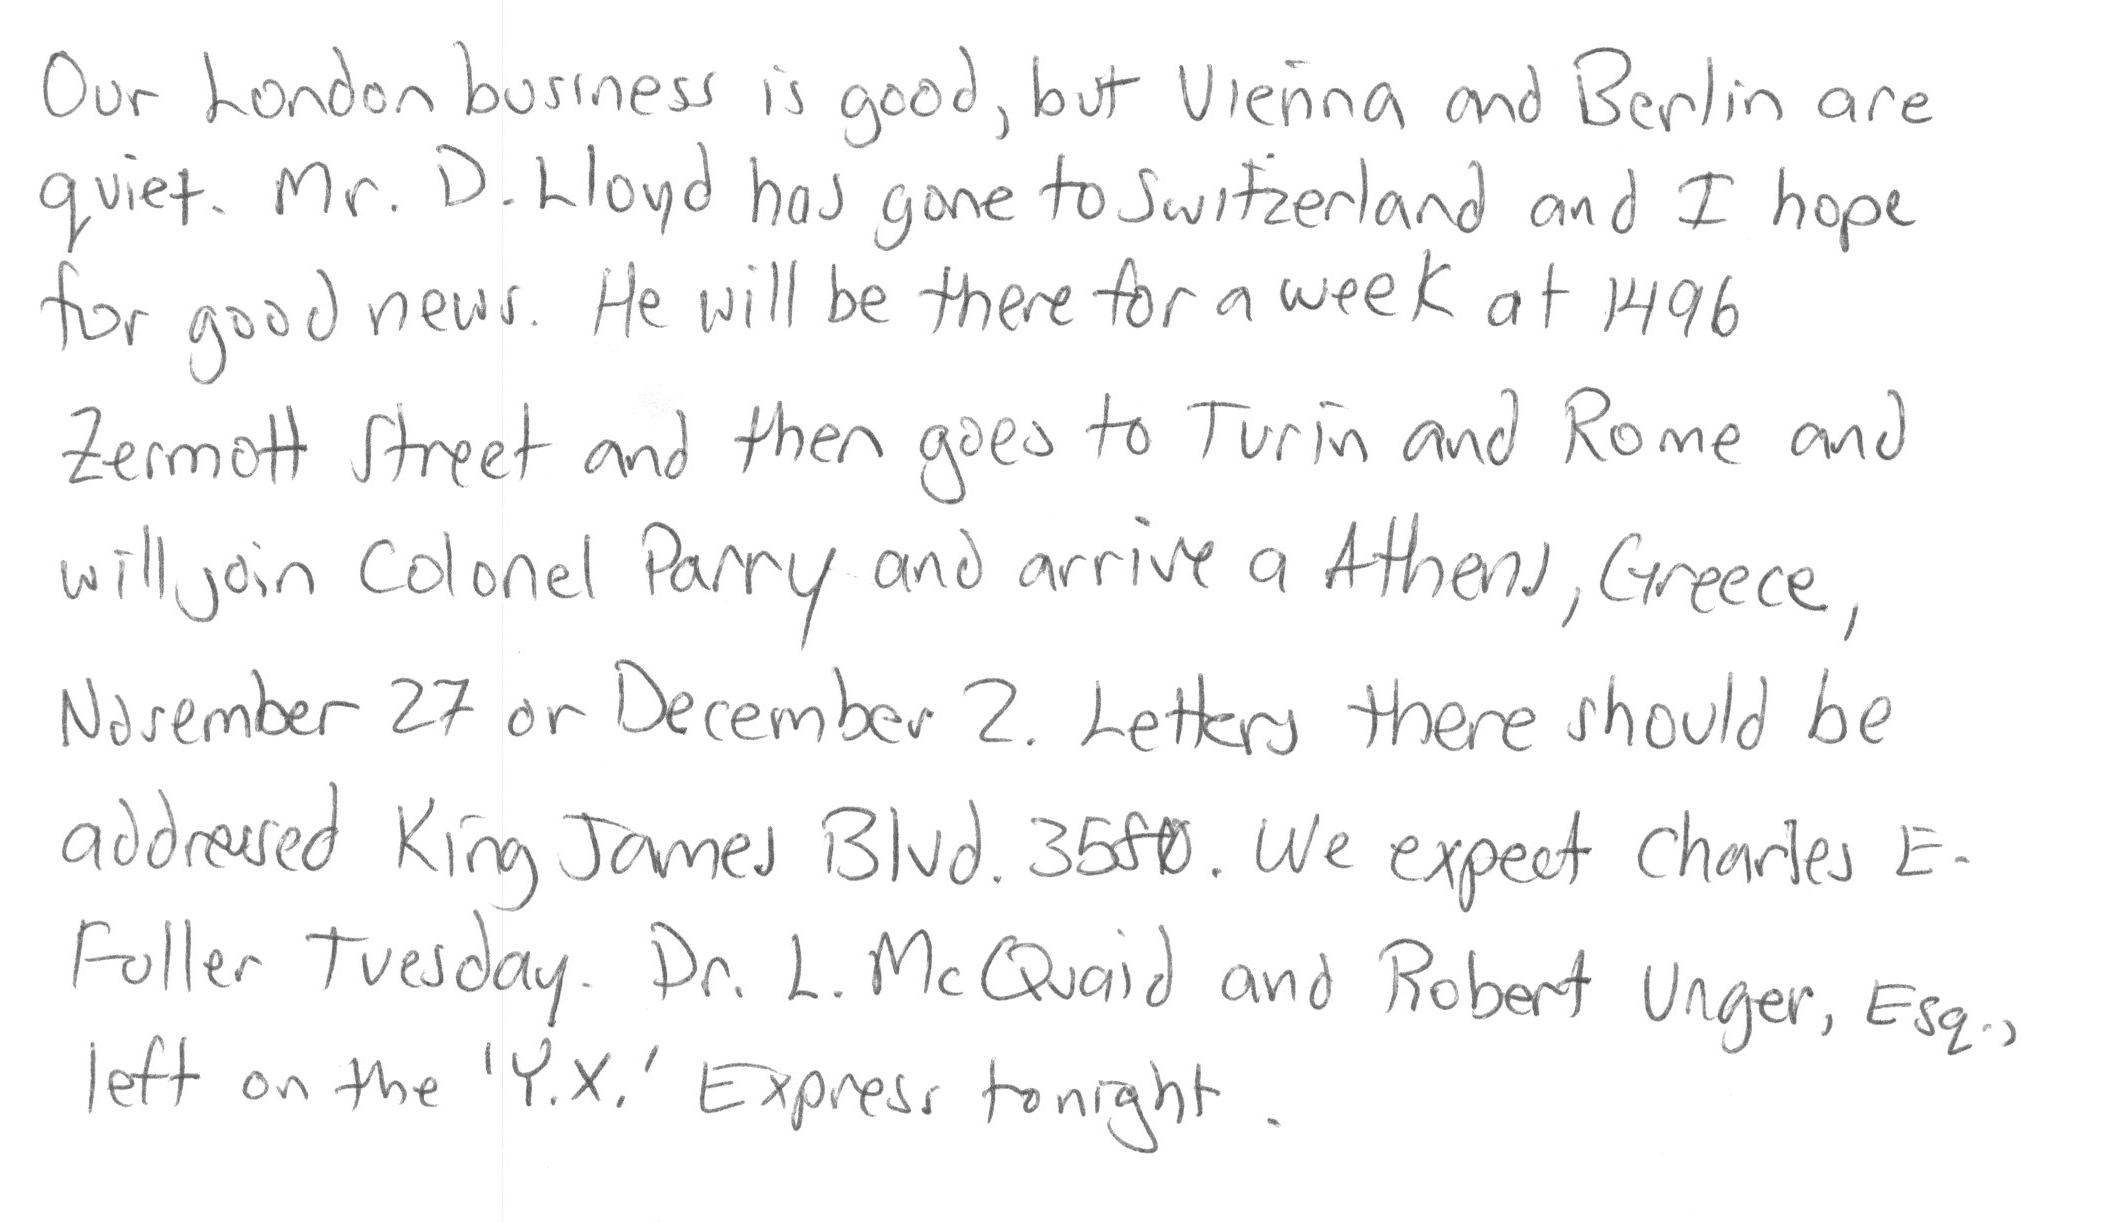 Our London business is good, but Vienna and Berlin are
quiet. Mr. D. Lloyd has gone to Switzerland and I hope
for good news. He will be there for a week at 1496
Zermott Street and then goes to Turin and Rome and
will join Colonel Parry and arrive a Athens, Greece,
November 27 or December 2. Letters there should be
addressed King James Blvd. 3580. We expect Charles E.
Fuller Tuesday. Dr. L. McQuaid and Robert Unger, Esq.,
left on the 'Y.X.' Express tonight.